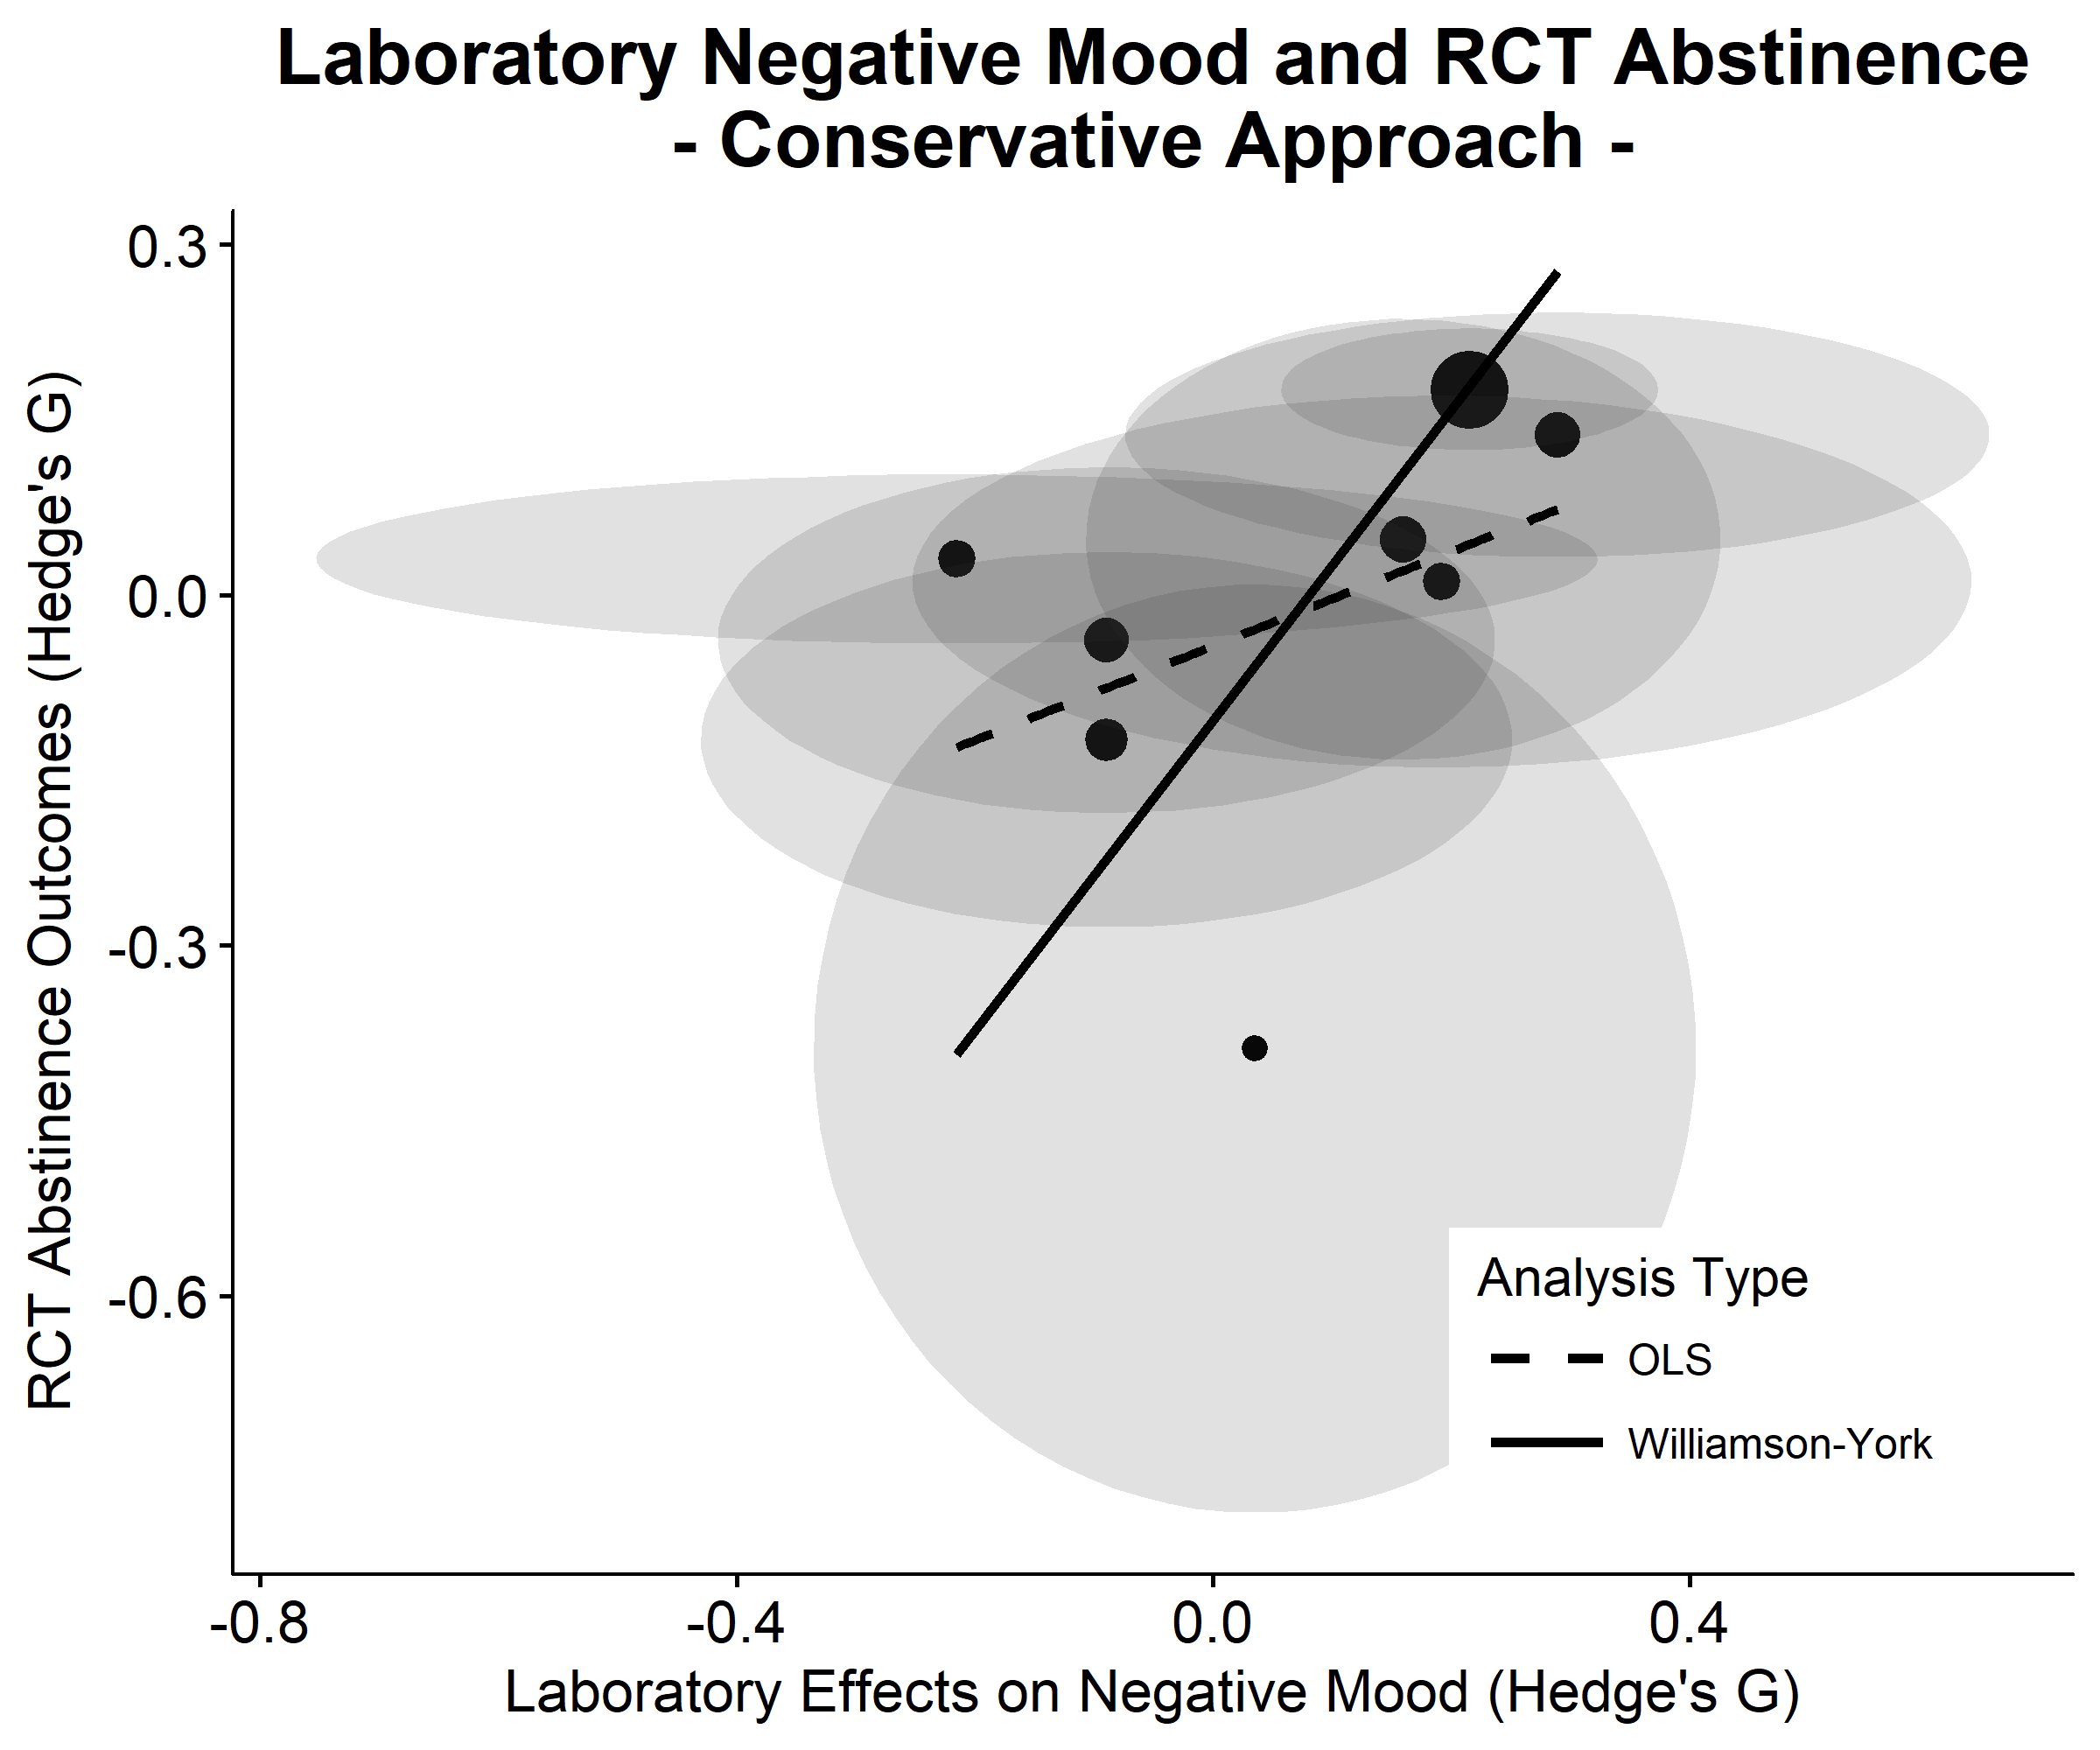 Laboratory Negative Mood and RCT Abstinence
- Conservative Approach -
RCT Abstinence Outcomes (Hedge's G)
0.3
0.0
-0.3
-0.6
Analysis Type
OLS
Williamson-York
-0.8
-0.4
0.0
0.4
Laboratory Effects on Negative Mood (Hedge's G)